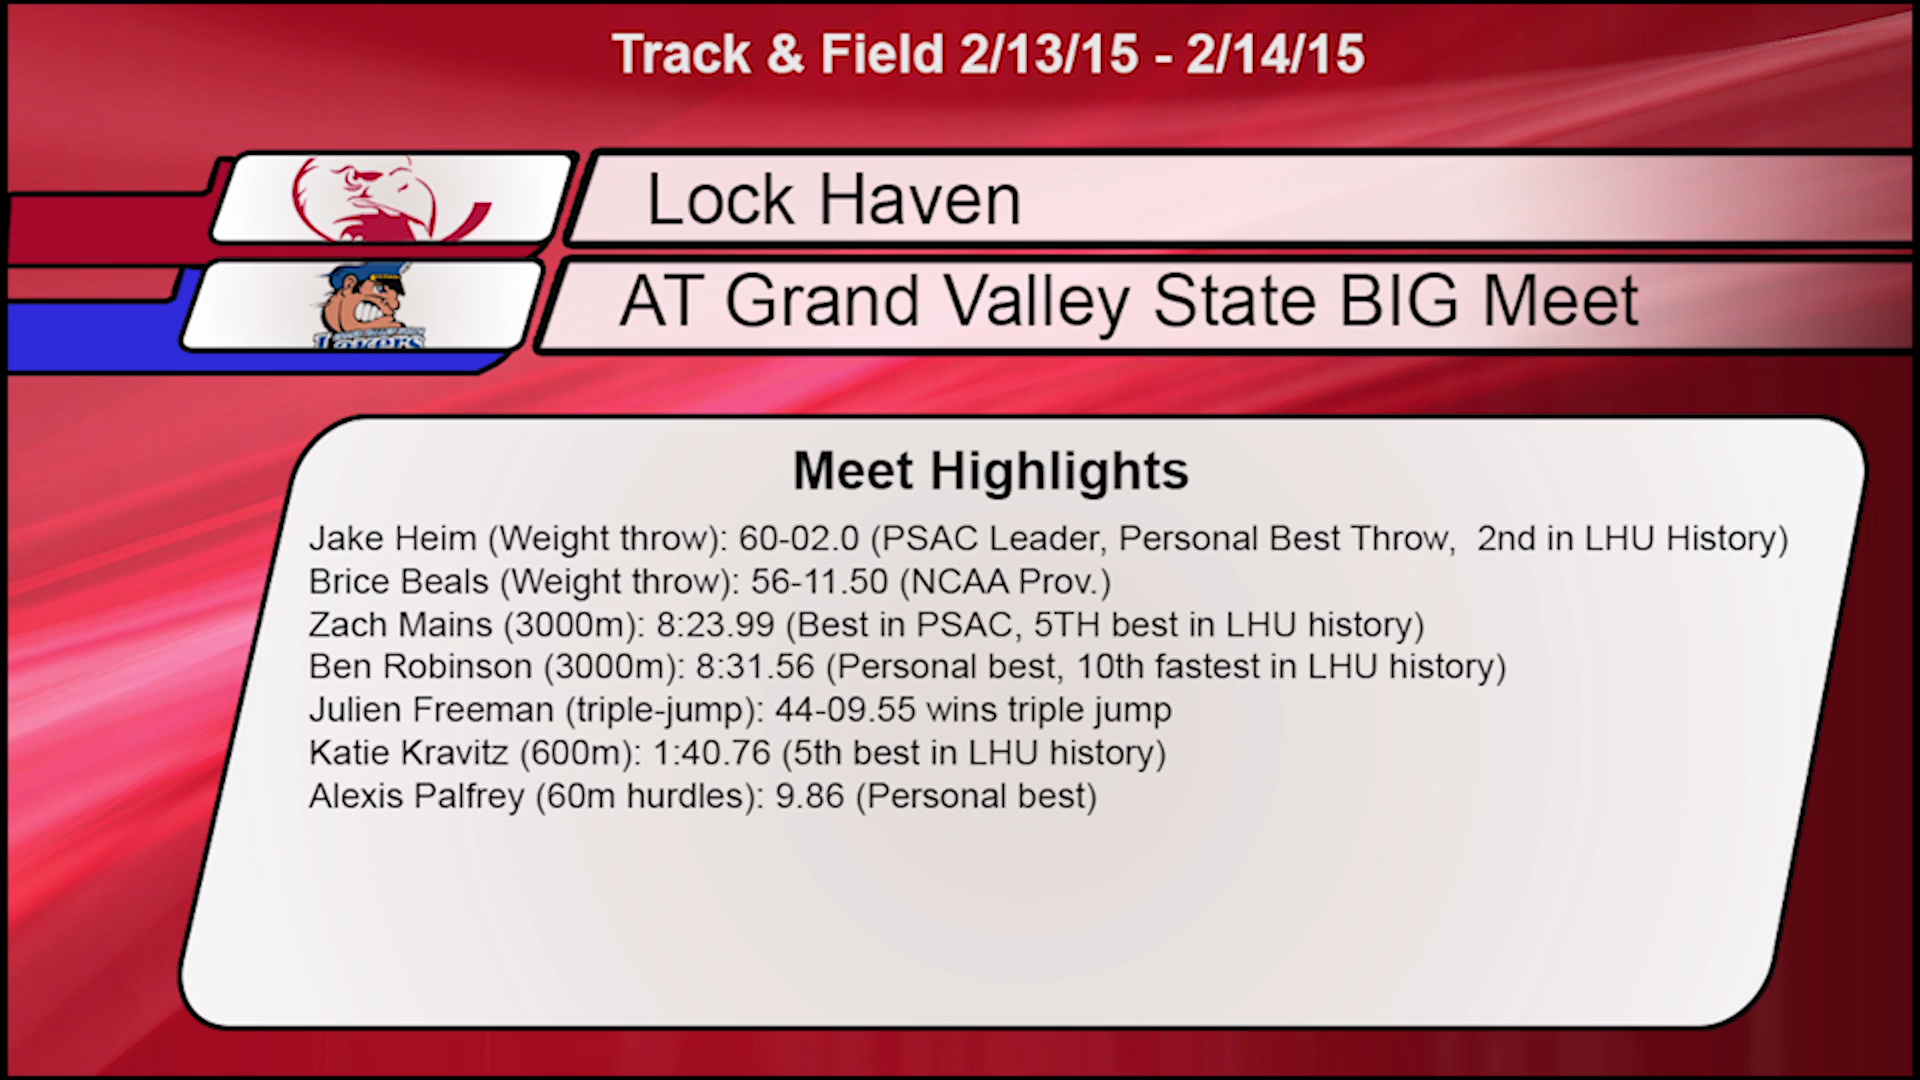 Track & Field 2/13/15 - 2/14/15
Lock Haven
AT Grand Valley State BIG Meet
Lakers
Meet Highlights
Jake Heim (Weight throw): 60-02.0 (PSAC Leader, Personal Best Throw,  2nd in LHU History)
Brice Beals (Weight throw): 56-11.50 (NCAA Prov.)
Zach Mains (3000m): 8:23.99 (Best in PSAC, 5TH best in LHU history)
Ben Robinson (3000m): 8:31.56 (Personal best, 10th fastest in LHU history)
Julien Freeman (triple-jump): 44-09.55 wins triple jump
Katie Kravitz (600m): 1:40.76 (5th best in LHU history)
Alexis Palfrey (60m hurdles): 9.86 (Personal best)